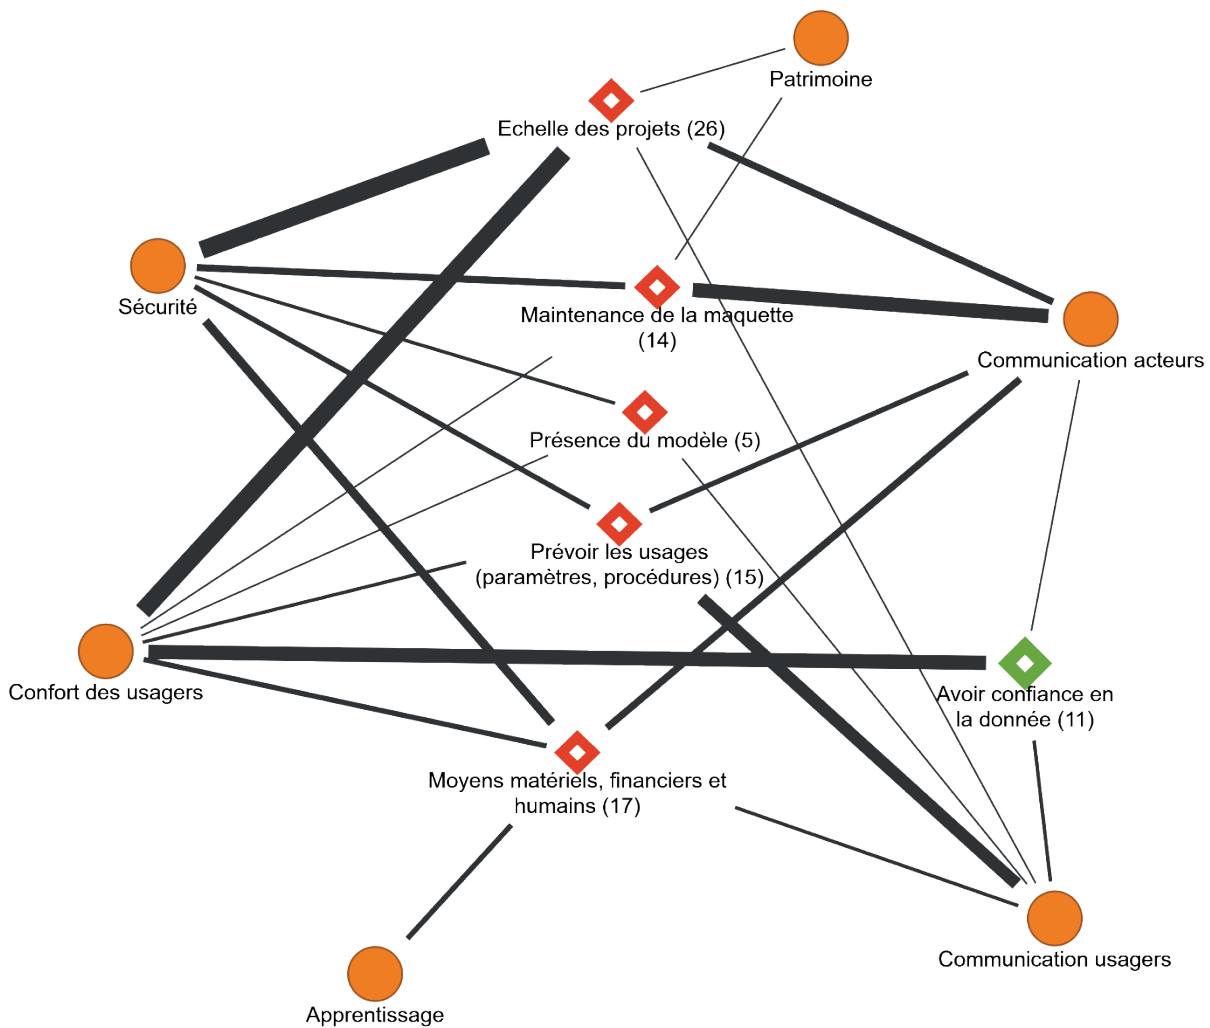 Patrimoine
Echelle des projets (26)
Sécurité
Maintenance de la maquette
(14)
Communication acteurs
Présence du modèle (5)
Prévoir les usages
(paramètres, procédures) (15)
Confort des usagers
Avoir confiance en
la donnée (11)
Moyens matériels, financiers et
humains (17)
Communication usagers
Apprentissage